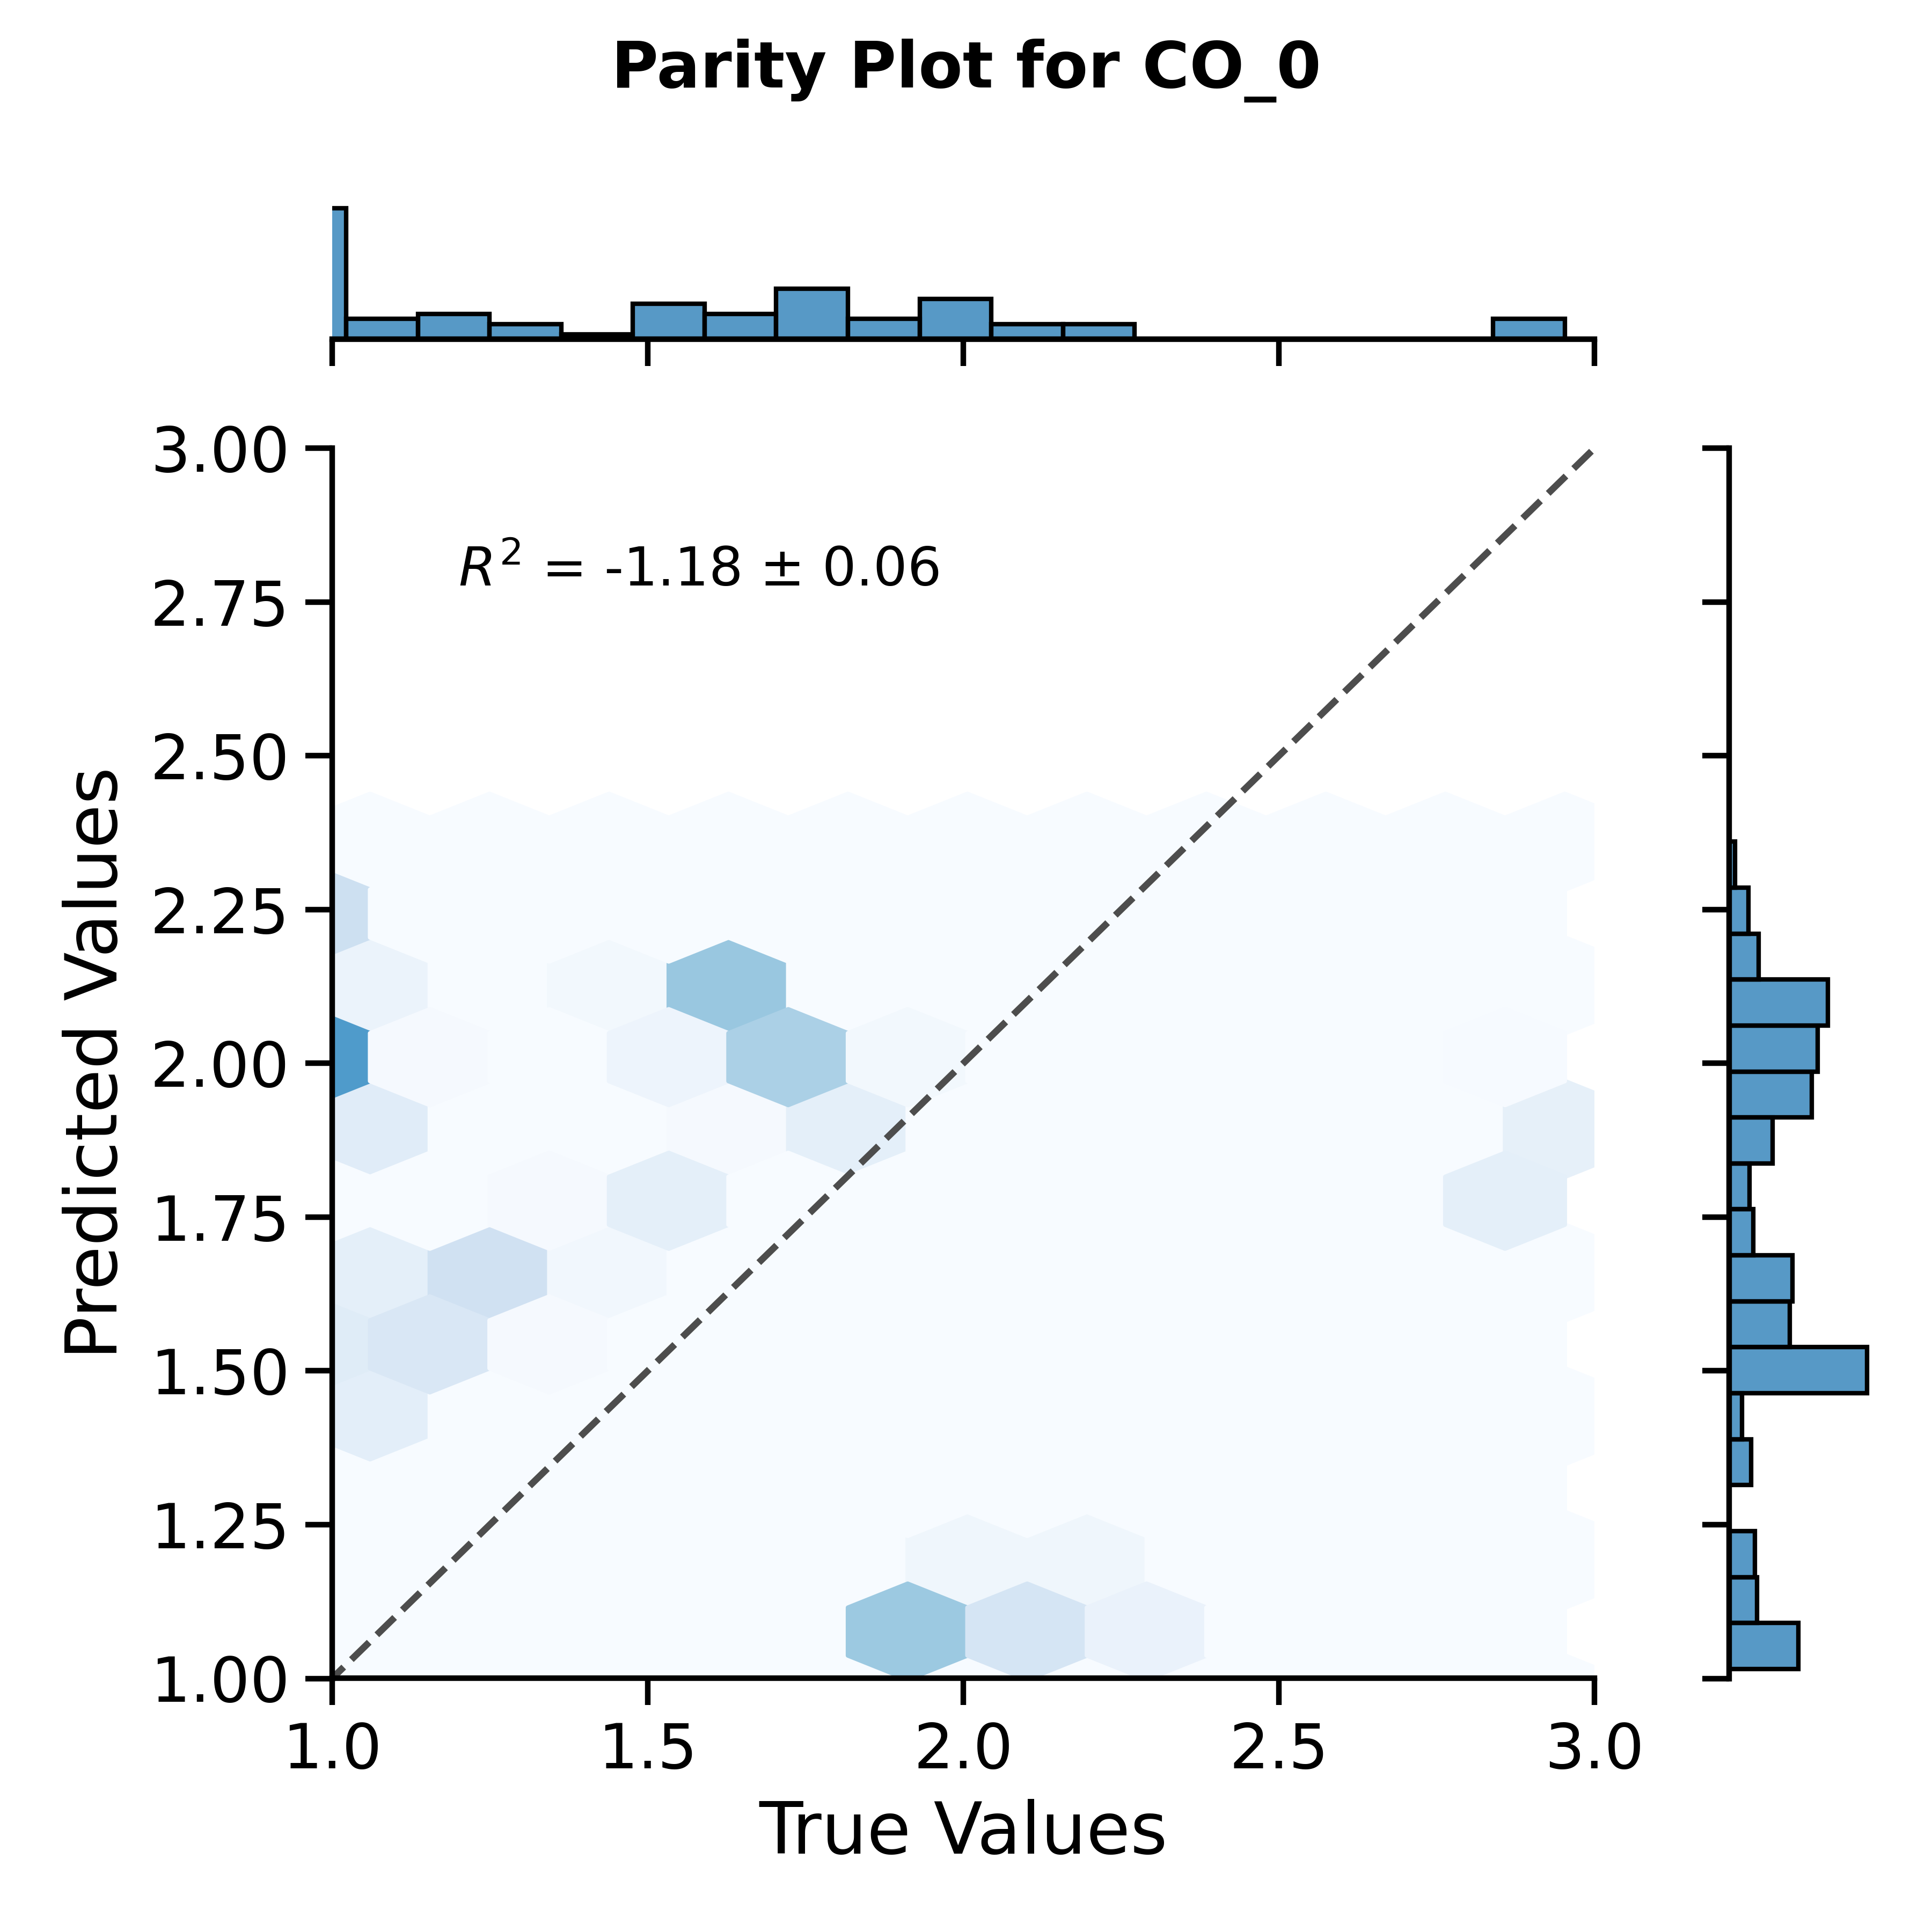 Parity Plot for CO_0
R² = -1.18 ± 0.06
Predicted Values
3.00
2.75
2.50
2.25
2.00
1.75
1.50
1.25
1.00
1.0 1.5 2.0 2.5 3.0
True Values